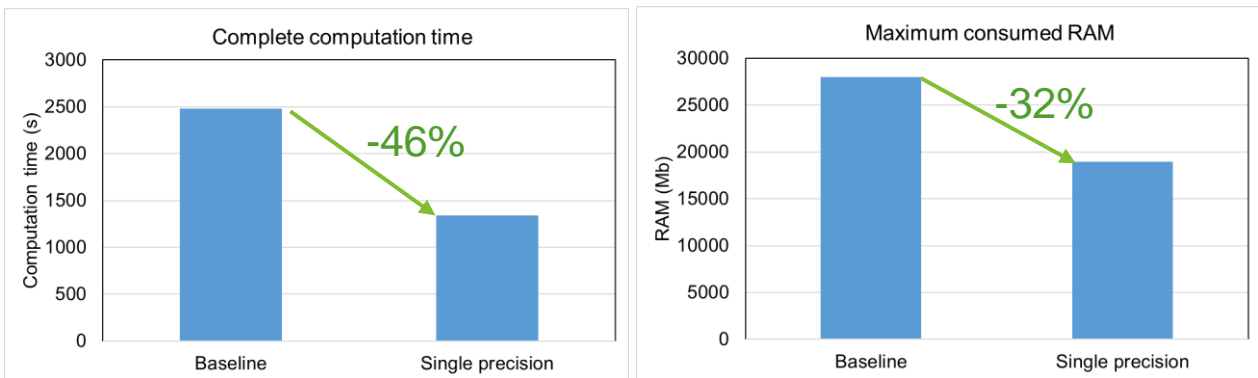 Complete computation time
Computation time (s)
3000
2500
2000
1500
1000
500
0
-46%
Baseline
Single precision
Maximum consumed RAM
RAM (Mb)
30000
25000
20000
15000
10000
5000
0
-32%
Baseline
Single precision